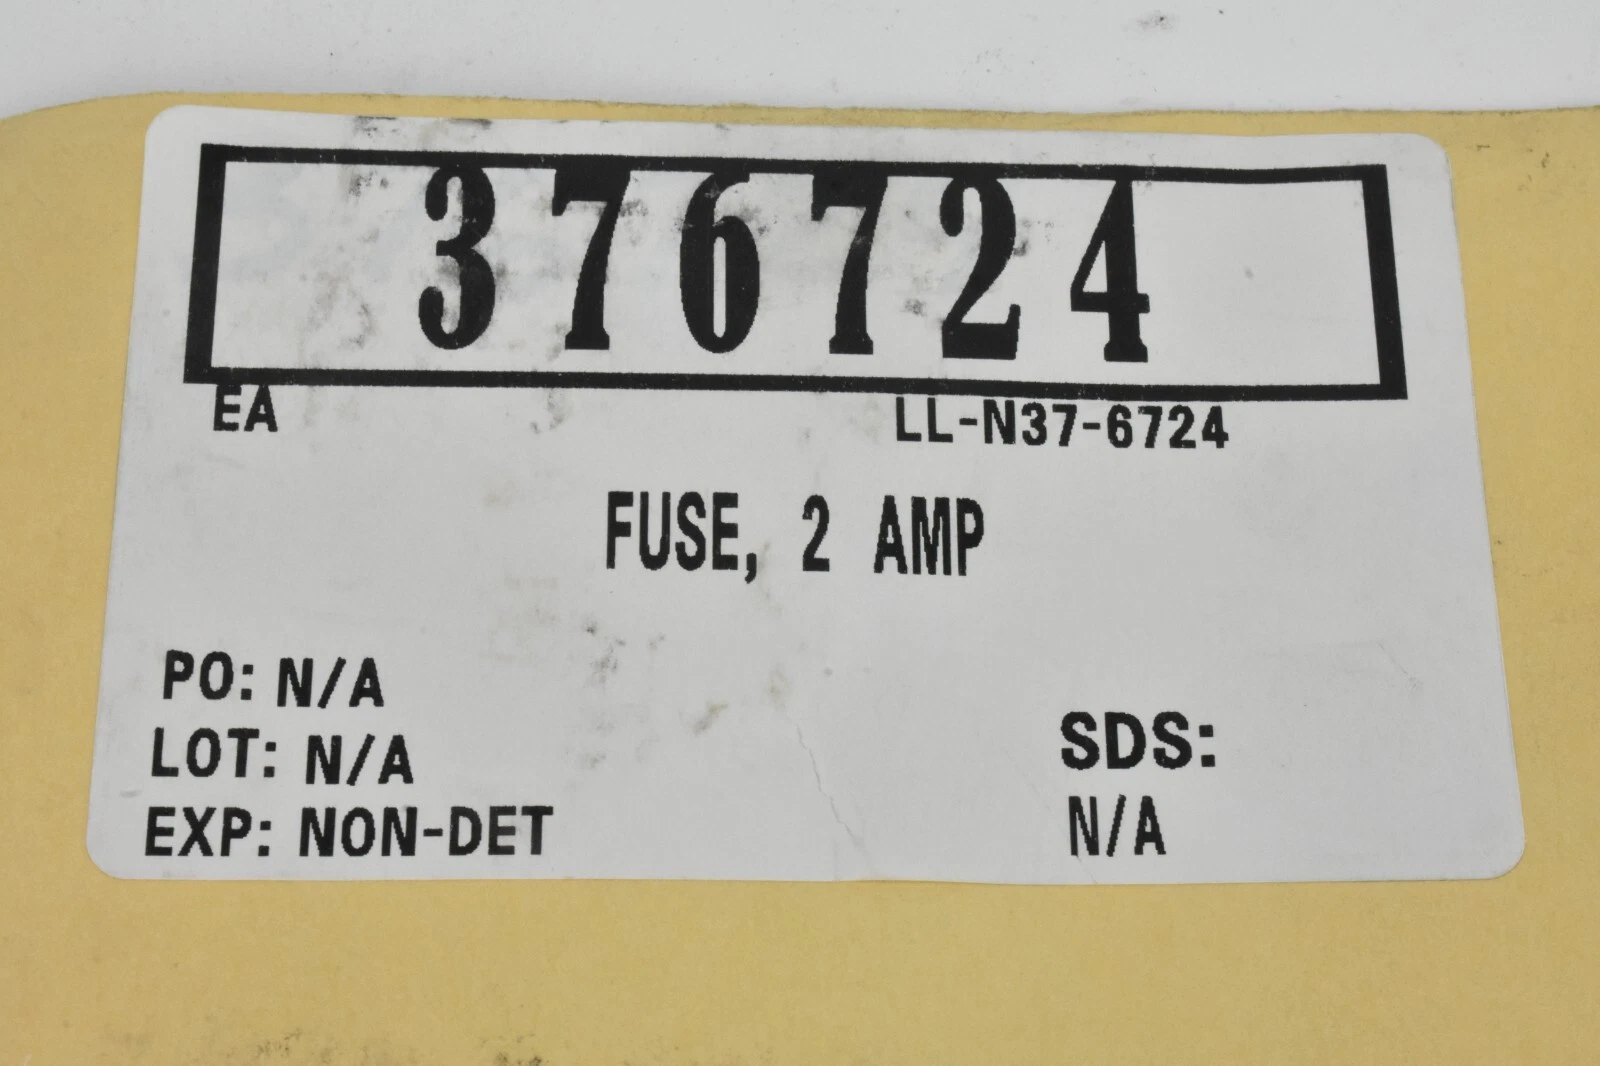 376724
EA LL-N37-6724
FUSE, 2 AMP
PO: N/A
LOT: N/A
SDS:
EXP: NON-DET
N/A